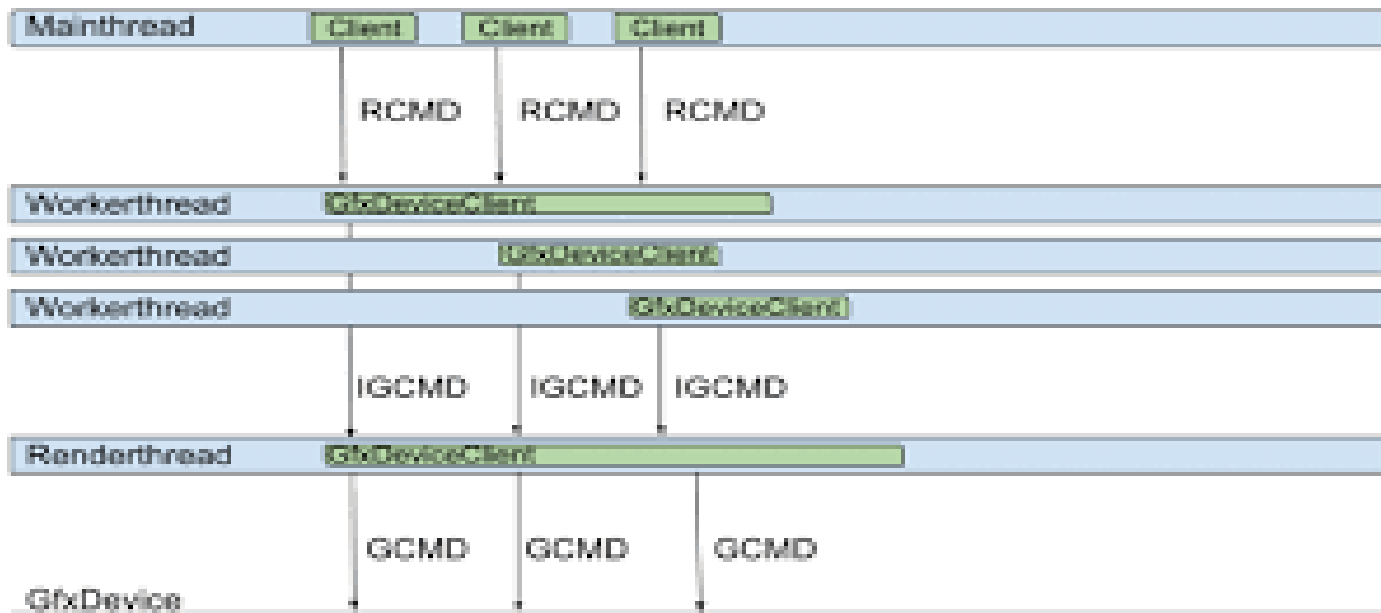 Mainthread Client Client Client
RCMD RCMD RCMD
Workerthread GfxDeviceClient
Workerthread GfxDeviceClient
Workerthread GfxDeviceClient
IGCMD IGCMD IGCMD
Renderthread GfxDeviceClient
GCMD GCMD GCMD
GfxDevice